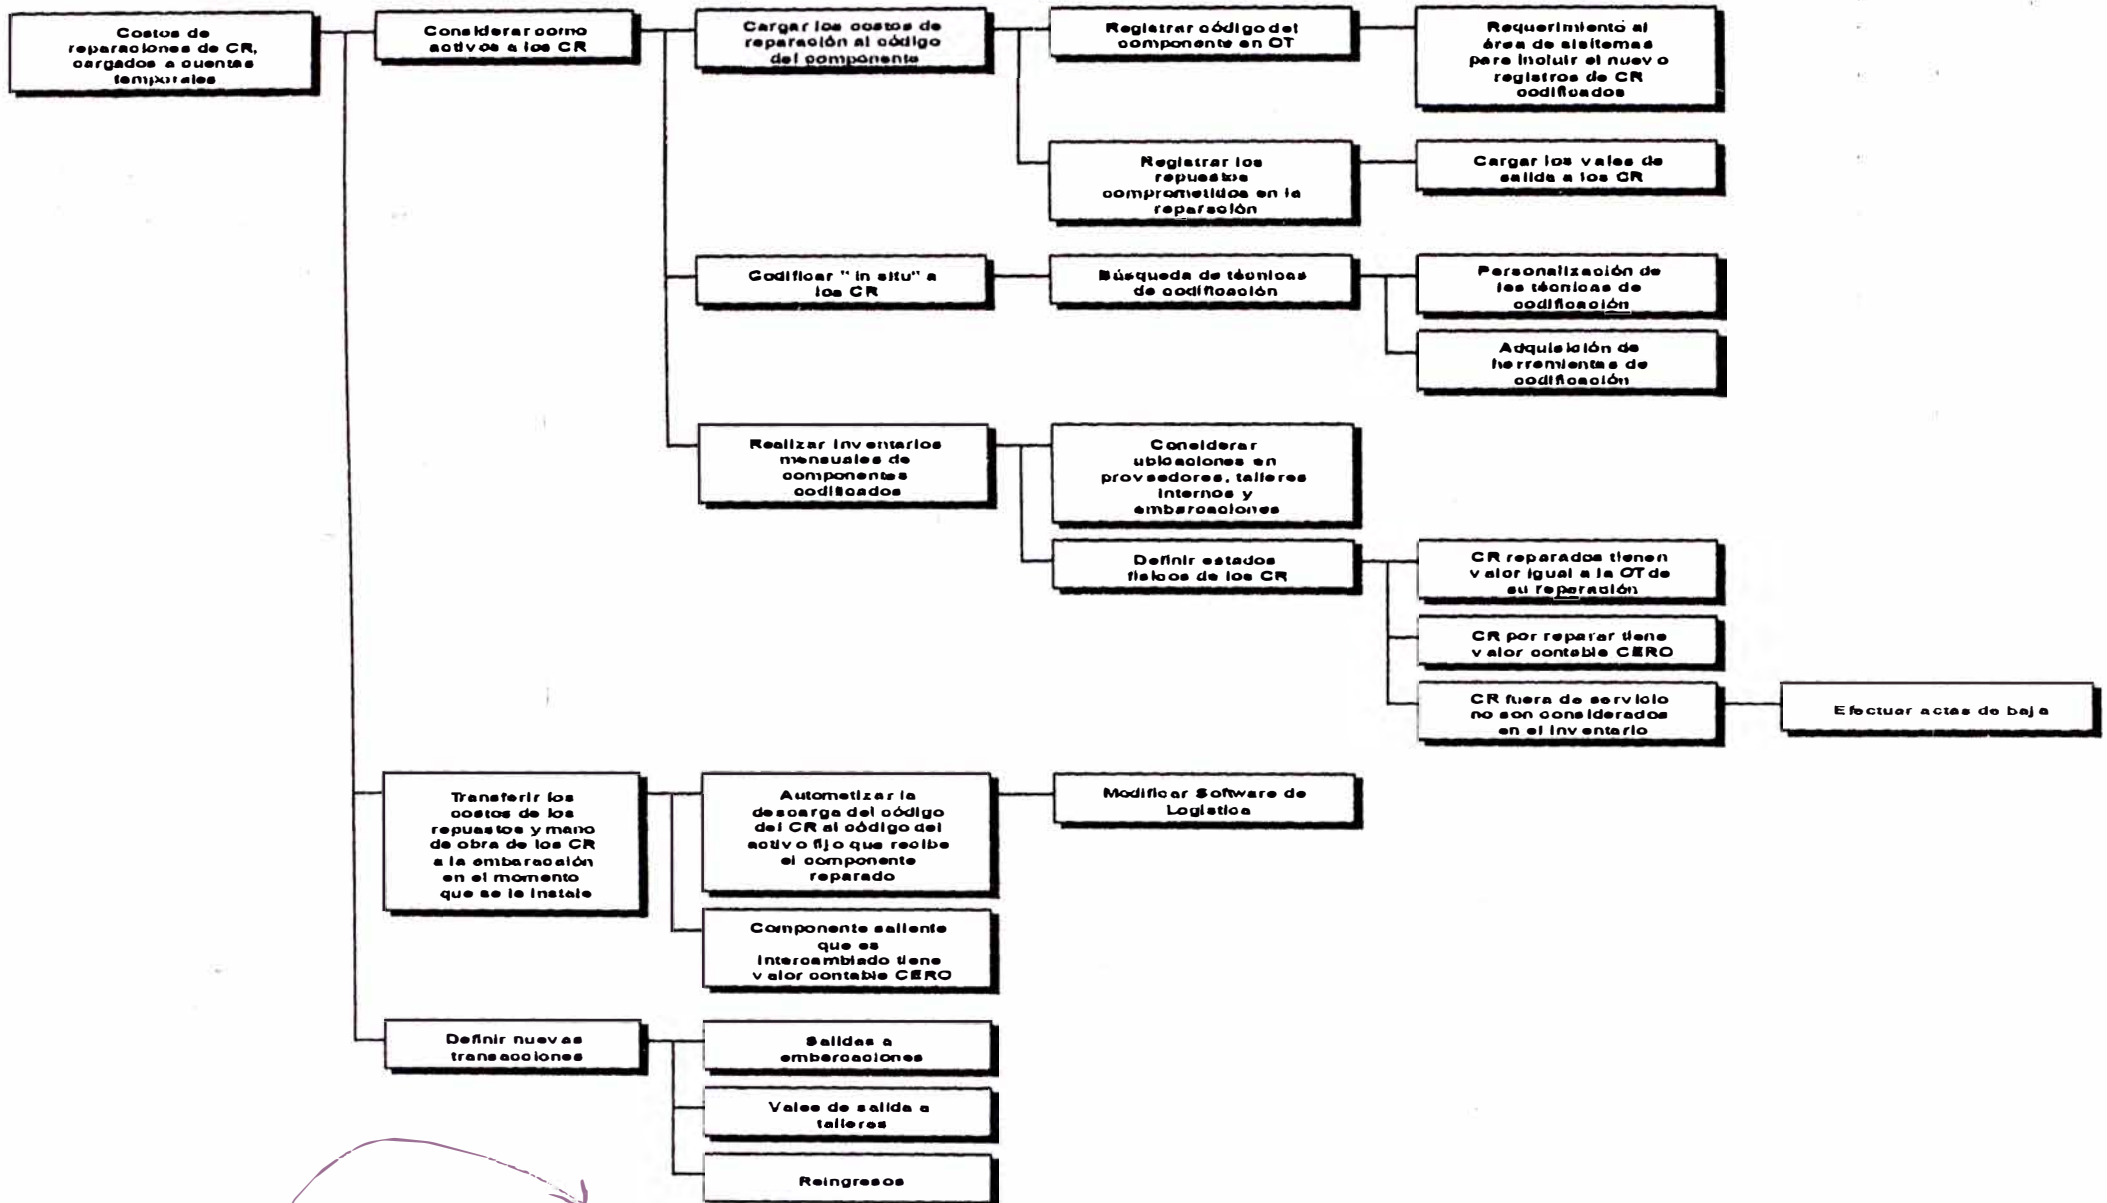 Costos de
reparaciones de CR,
cargados a cuentas
temporales
Considerar como
activos a los CR
Cargar los costos de
reparación al código
del componente
Registrar código del
componente en OT
Requerimiento al
área de sisitemas
para incluir el nuevo
registros de CR
codificados
Registrar los
repuestos
comprometidos en la
reparación
Cargar los vales de
salida a los CR
Codificar "in situ" a
los CR
Búsqueda de técnicas
de codificación
Personalización de
las técnicas de
codificación
Adquisición de
herramientas de
codificación
Realizar inventarios
mensuales de
componentes
codificados
Considerar
ubicaciones en
proveedores, talleres
internos y
embarcaciones
Definir estados
físicos de los CR
CR reparados tienen
valor igual a la OT de
su reparación
CR por reparar tiene
valor contable CERO
CR fuera de servicio
no son considerados
en el inventario
Efectuar actas de baja
Transferir los
costos de los
repuestos y mano
de obra de los CR
a la embaracación
en el momento
que se le instale
Automatizar la
descarga del código
del CR al código del
activo fijo que recibe
el componente
reparado
Modificar Software de
Logística
Componente saliente
que es
intercambiado tiene
valor contable CERO
Definir nuevas
transacciones
Salidas a
embarcaciones
Vales de salida a
talleres
Reingresos